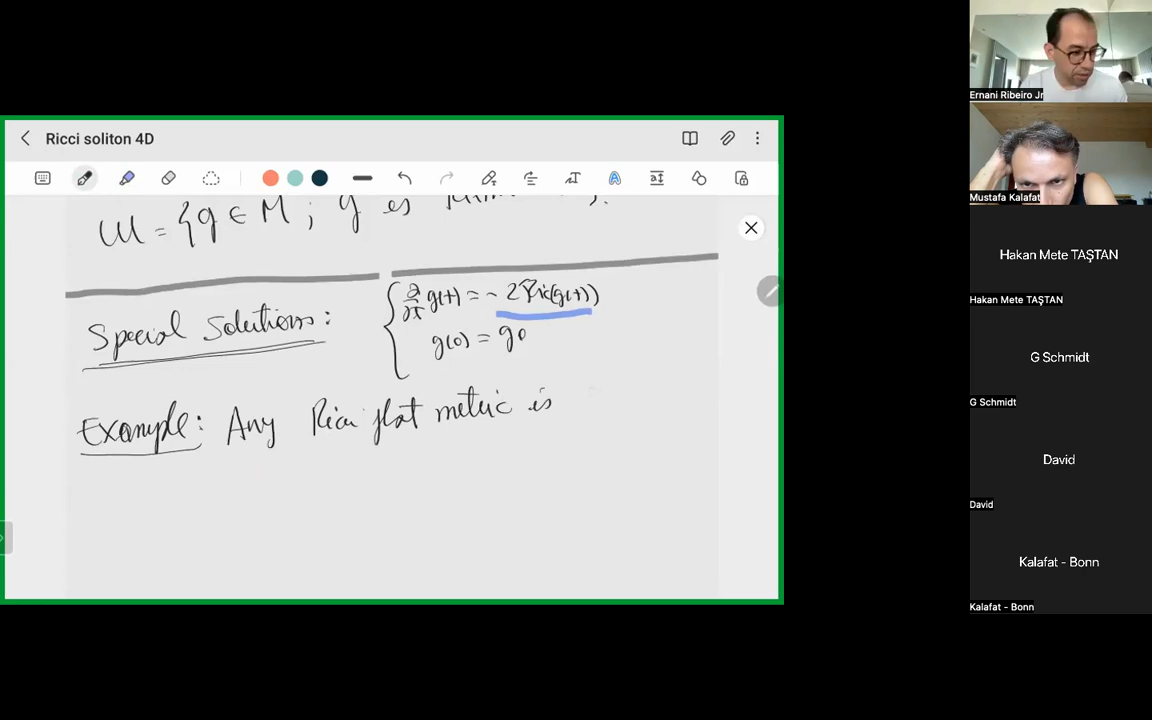 Ricci soliton 4D
= {g ∈ M ; g es
Special Solutions:
{ ∂/∂t g(t) = - 2Ric(g(t))
g(0) = g0
Example: Any Ricci flat metric is
Ernani Ribeiro Jr
Mustafa Kalafat
Hakan Mete TAŞTAN
Hakan Mete TAŞTAN
G Schmidt
G Schmidt
David
David
Kalafat - Bonn
Kalafat - Bonn